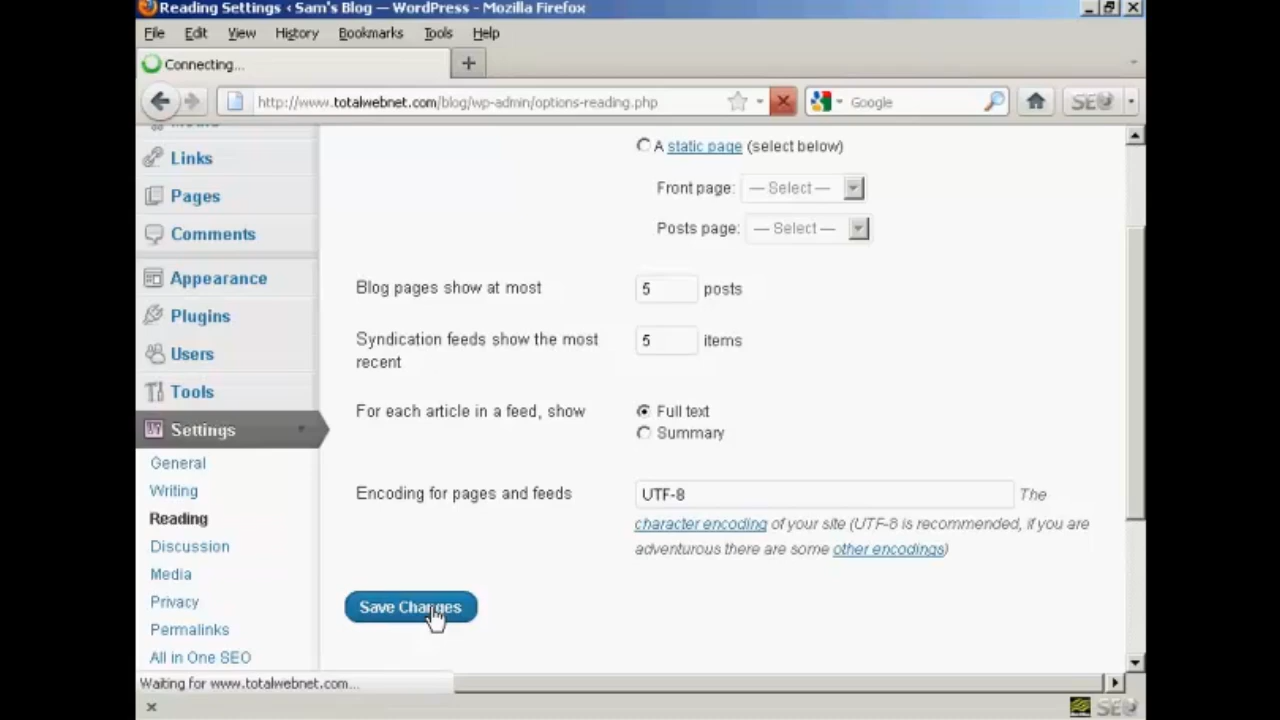 Reading Settings ‹ Sam's Blog — WordPress - Mozilla Firefox
File Edit View History Bookmarks Tools Help
Connecting...
http://www.totalwebnet.com/blog/wp-admin/options-reading.php Google SEO
Links
Pages
Comments
Appearance
Plugins
Users
Tools
Settings
General
Writing
Reading
Discussion
Media
Privacy
Permalinks
All in One SEO
A static page (select below)
Front page: — Select —
Posts page: — Select —
Blog pages show at most 5 posts
Syndication feeds show the most
recent
5 items
For each article in a feed, show Full text
Summary
Encoding for pages and feeds UTF-8 The
character encoding of your site (UTF-8 is recommended, if you are
adventurous there are some other encodings)
Save Changes
Waiting for www.totalwebnet.com...
SEO